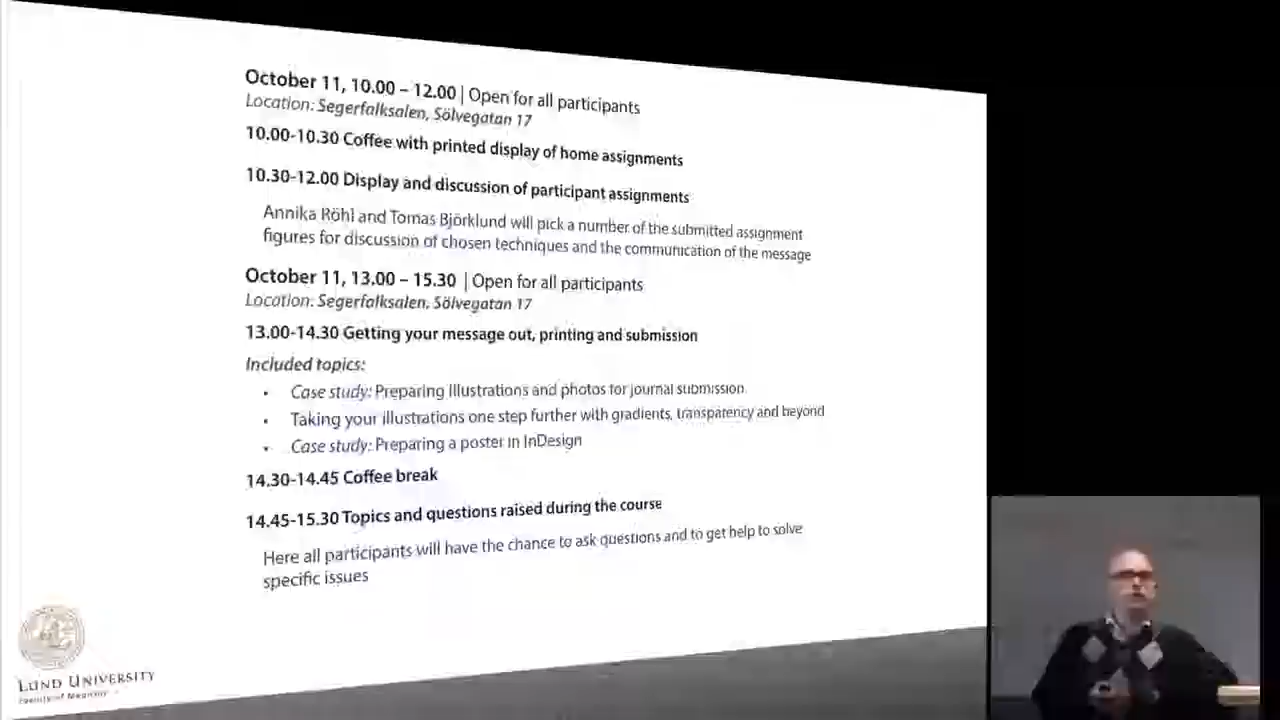 October 11, 10.00 – 12.00 | Open for all participants
Location: Segerfalksalen, Sölvegatan 17
10.00-10.30 Coffee with printed display of home assignments
10.30-12.00 Display and discussion of participant assignments
Annika Röhl and Tomas Björklund will pick a number of the submitted assignment
figures for discussion of chosen techniques and the communication of the message
October 11, 13.00 – 15.30 | Open for all participants
Location: Segerfalksalen, Sölvegatan 17
13.00-14.30 Getting your message out, printing and submission
Included topics:
• Case study: Preparing Illustrations and photos for journal submission
• Taking your illustrations one step further with gradients, transparency and beyond
• Case study: Preparing a poster in InDesign
14.30-14.45 Coffee break
14.45-15.30 Topics and questions raised during the course
Here all participants will have the chance to ask questions and to get help to solve
specific issues
LUND UNIVERSITY
Faculty of Medicine